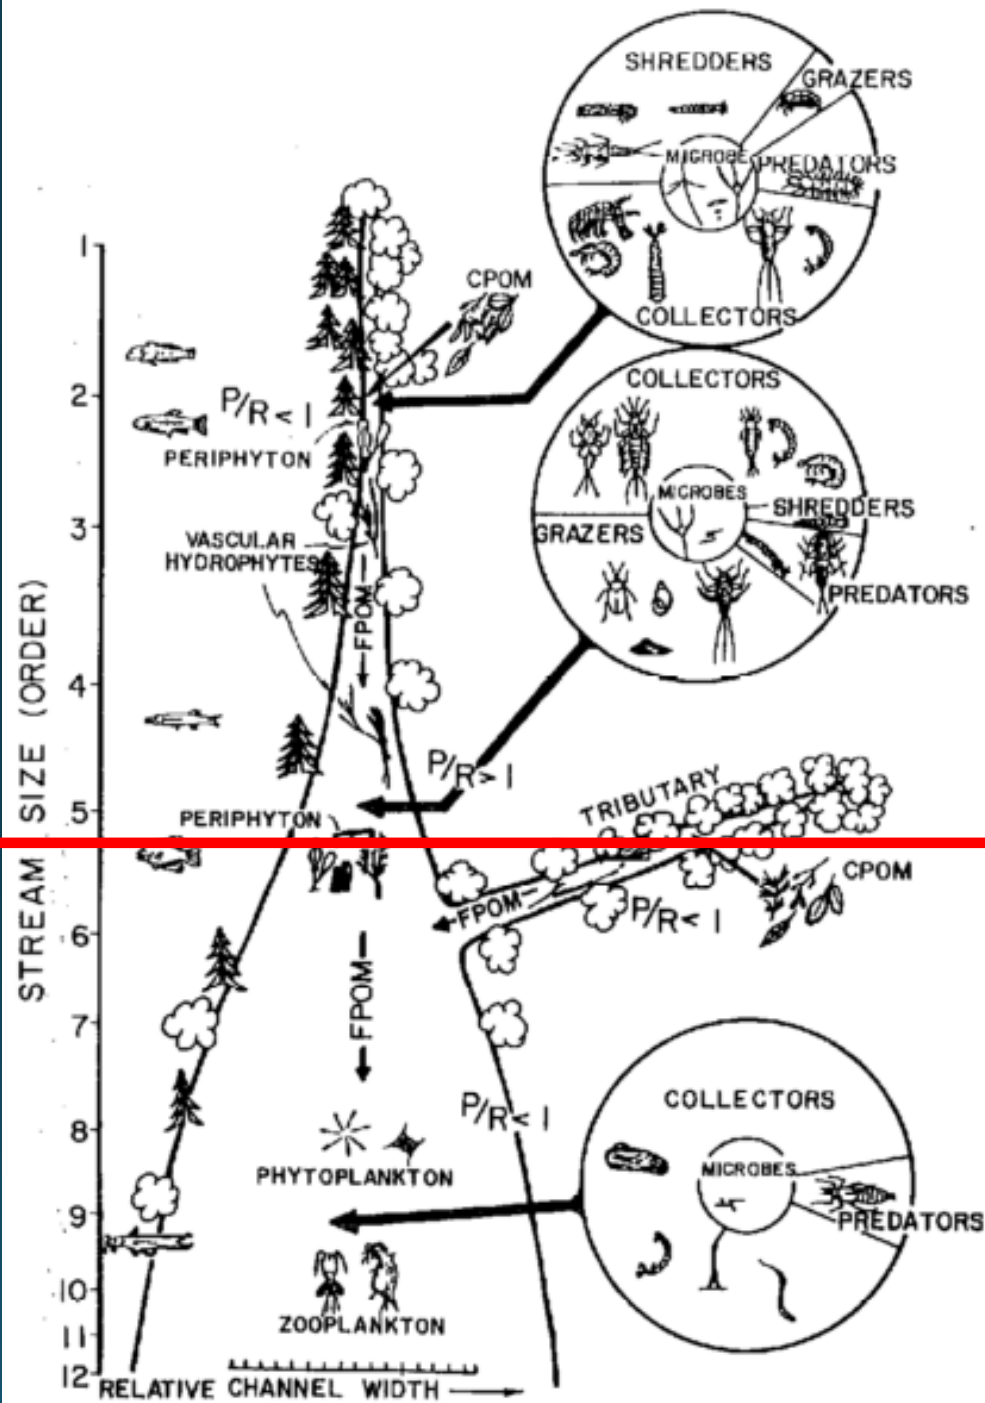 SHREDDERS
GRAZERS
MICROBE
PREDATORS
COLLECTORS
1
CPOM
2
P/R < 1
PERIPHYTON
COLLECTORS
MICROBES
SHREDDERS
GRAZERS
PREDATORS
3
VASCULAR
HYDROPHYTES
FPOM
4
P/R > 1
5
PERIPHYTON
TRIBUTARY
CPOM
FPOM
P/R < 1
6
FPOM
7
P/R < 1
8
PHYTOPLANKTON
COLLECTORS
MICROBES
PREDATORS
9
10
ZOOPLANKTON
11
12
STREAM SIZE (ORDER)
RELATIVE CHANNEL WIDTH